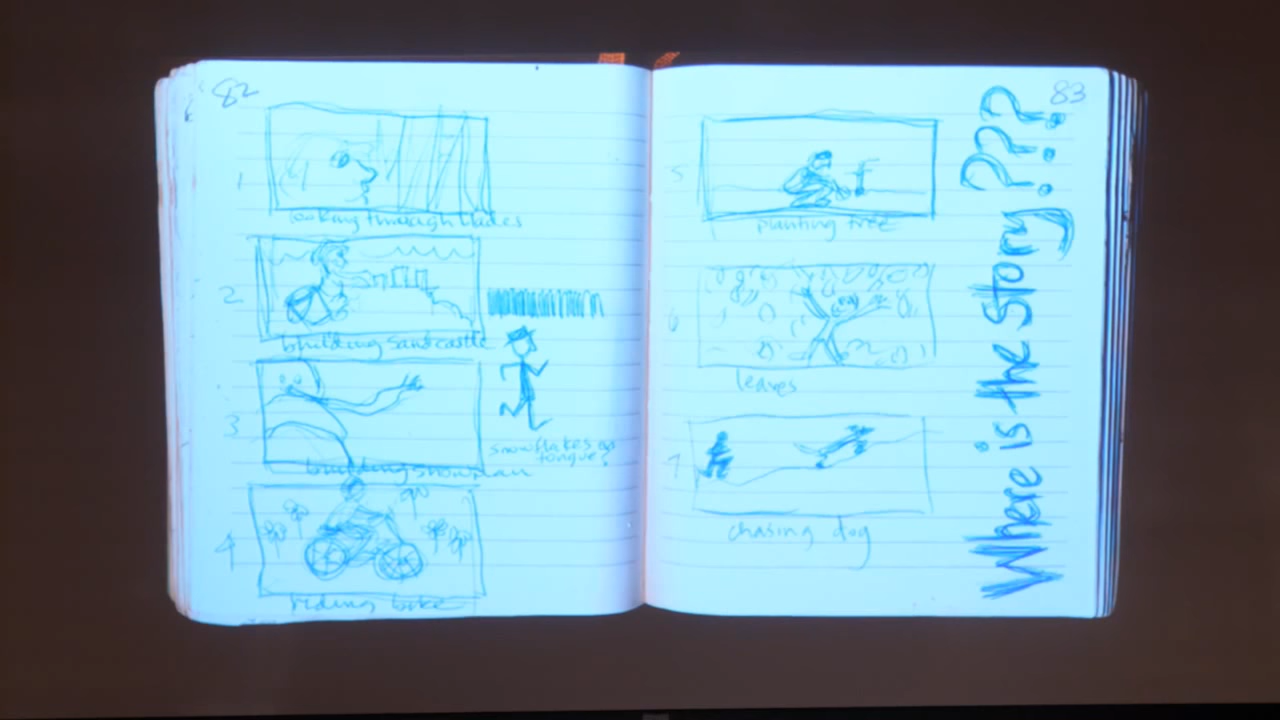 82
1
looking through blades
2
building sandcastle
3
building snowman
snowflakes on
tongue?
4
riding bike
83
5
planting tree
6
leaves
7
chasing dog
Where is the Story???